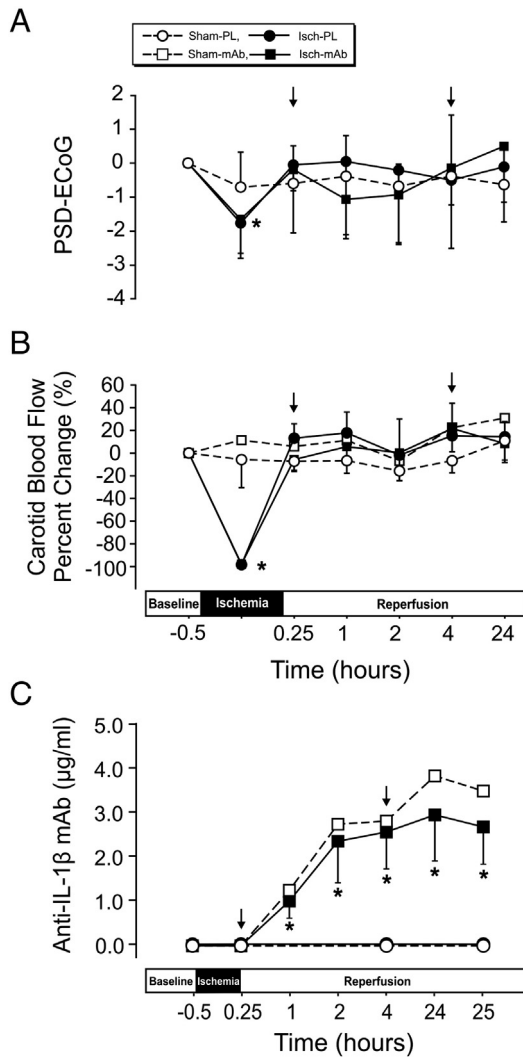 A
Sham-PL, Isch-PL
Sham-mAb, Isch-mAb
PSD-ECoG
2
1
0
-1
-2
-3
-4
*
B
Carotid Blood Flow
Percent Change (%)
60
40
20
0
-20
-40
-60
-80
-100
*
Baseline Ischemia Reperfusion
-0.5 0.25 1 2 4 24
Time (hours)
C
Anti-IL-1β mAb (μg/ml)
5.0
4.0
3.0
2.0
1.0
0.0
* * * * *
Baseline Ischemia Reperfusion
-0.5 0.25 1 2 4 24 25
Time (hours)